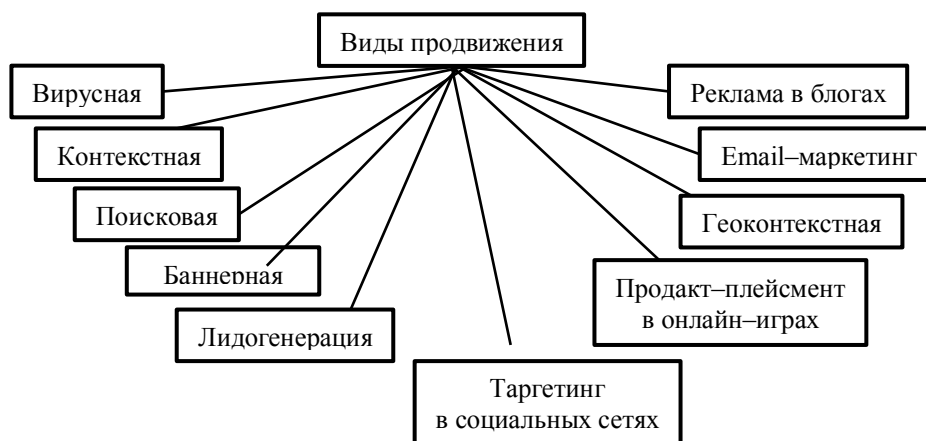 Виды продвижения
Вирусная
Контекстная
Поисковая
Баннерная
Лидогенерация
Таргетинг
в социальных сетях
Реклама в блогах
Email–маркетинг
Геоконтекстная
Продакт–плейсмент
в онлайн–играх